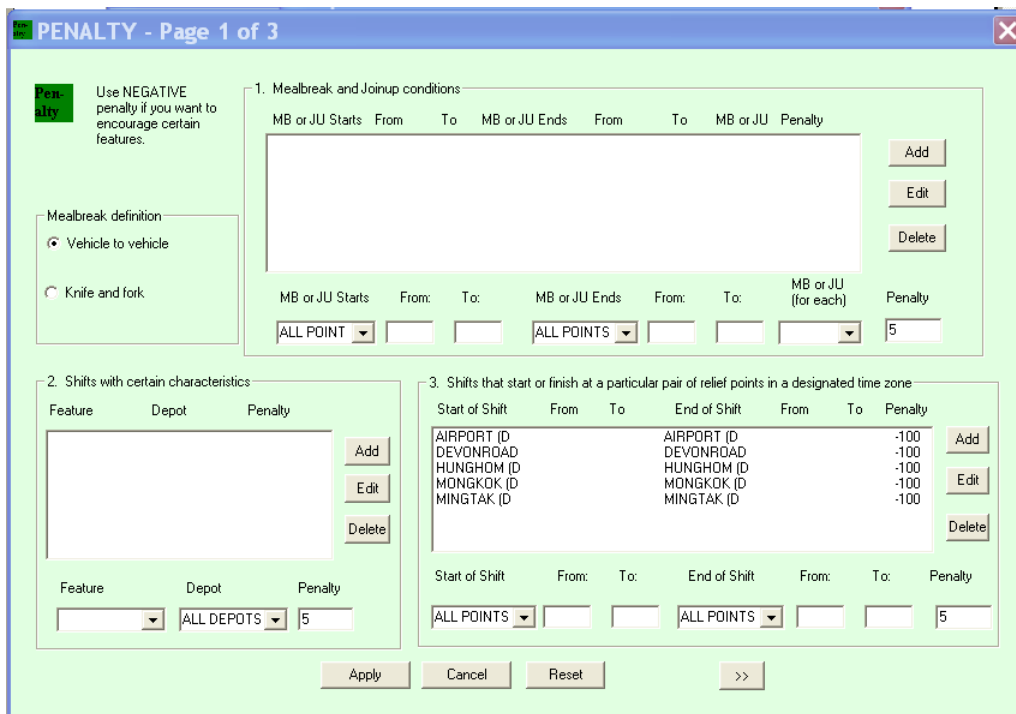 PENALTY - Page 1 of 3
Pen-
alty
Use NEGATIVE
penalty if you want to
encourage certain
features.
Mealbreak definition
Vehicle to vehicle
Knife and fork
1. Mealbreak and Joinup conditions
MB or JU Starts From To MB or JU Ends From To MB or JU Penalty
Add
Edit
Delete
MB or JU Starts From: To: MB or JU Ends From: To: MB or JU (for each) Penalty
ALL POINT ALL POINTS 5
2. Shifts with certain characteristics
Feature Depot Penalty
Add
Edit
Delete
Feature Depot Penalty
ALL DEPOTS 5
3. Shifts that start or finish at a particular pair of relief points in a designated time zone
Start of Shift From To End of Shift From To Penalty
AIRPORT (D AIRPORT (D -100
DEVONROAD DEVONROAD -100
HUNGHOM (D HUNGHOM (D -100
MONGKOK (D MONGKOK (D -100
MINGTAK (D MINGTAK (D -100
Add
Edit
Delete
Start of Shift From: To: End of Shift From: To: Penalty
ALL POINTS ALL POINTS 5
Apply Cancel Reset >>